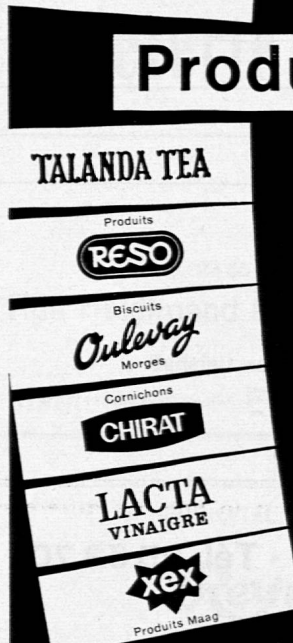 Produ
TALANDA TEA
Produits
RESO
Biscuits
Oulevay
Morges
Cornichons
CHIRAT
LACTA
VINAIGRE
xex
Produits Maag